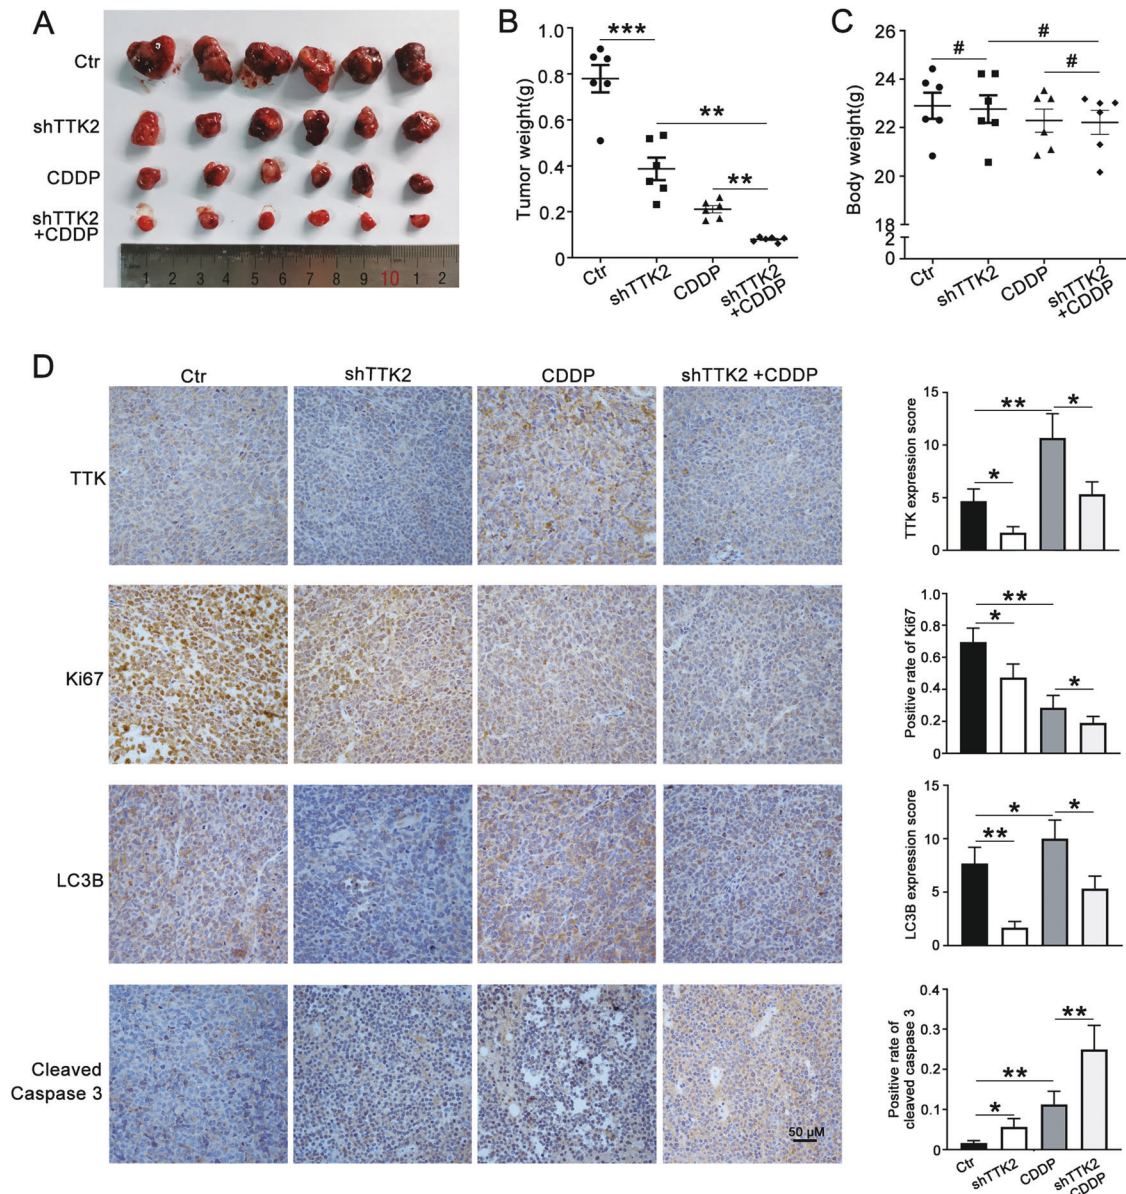 A
Ctr
shTTK2
CDDP
shTTK2
+CDDP
1 2 3 4 5 6 7 8 9 10 1 2
B
Tumor weight(g)
1.0
0.8
0.6
0.4
0.2
0
***
**
**
Ctr
shTTK2
CDDP
shTTK2
+CDDP
C
Body weight(g)
26
24
22
20
18
2
0
#
#
#
Ctr
shTTK2
CDDP
shTTK2
+CDDP
D
Ctr shTTK2 CDDP shTTK2 +CDDP
TTK
TTK expression score
15
10
5
0
**
*
*
Ki67
Positive rate of Ki67
1.0
0.8
0.6
0.4
0.2
0
**
*
*
LC3B
LC3B expression score
15
10
5
0
*
*
**
Cleaved
Caspase 3
50 µM
Positive rate of
cleaved caspase 3
0.4
0.3
0.2
0.1
0
**
**
*
Ctr
shTTK2
CDDP
shTTK2
CDDP